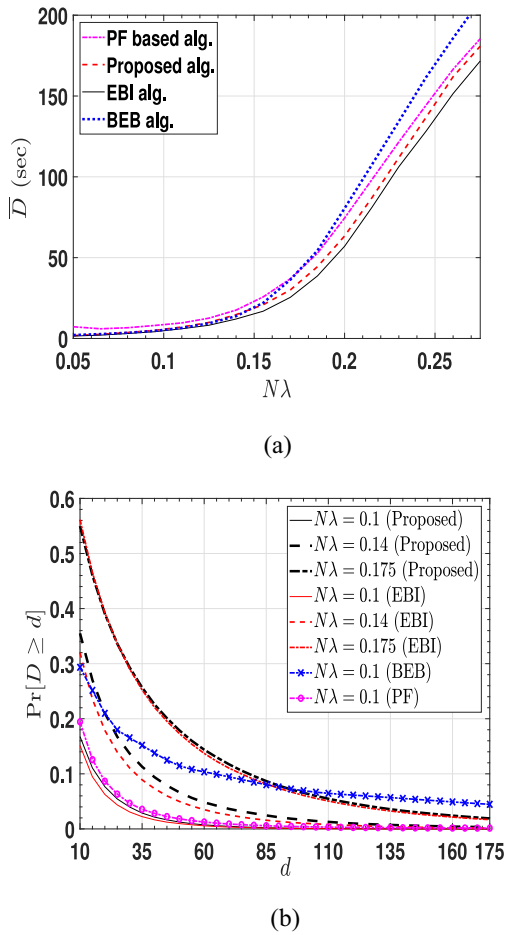 200
150
100
50
0
D̅ (sec)
PF based alg.
Proposed alg.
EBI alg.
BEB alg.
0.05 0.1 0.15 0.2 0.25
Nλ
(a)
0.6
0.5
0.4
0.3
0.2
0.1
0
Pr[D ≥ d]
Nλ = 0.1 (Proposed)
Nλ = 0.14 (Proposed)
Nλ = 0.175 (Proposed)
Nλ = 0.1 (EBI)
Nλ = 0.14 (EBI)
Nλ = 0.175 (EBI)
Nλ = 0.1 (BEB)
Nλ = 0.1 (PF)
10 35 60 85 110 135 160 175
d
(b)